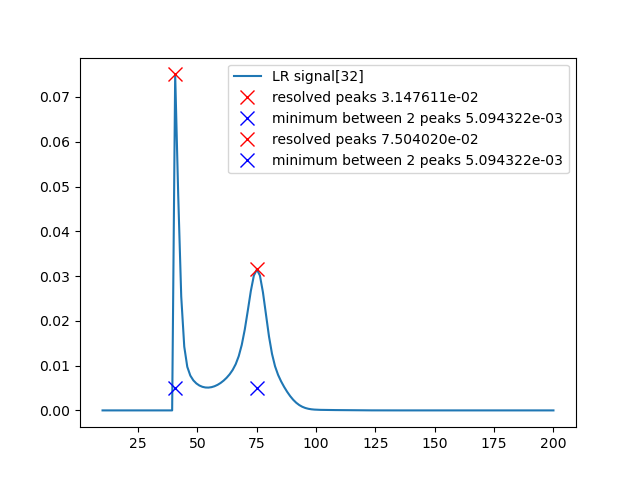 LR signal[32]
resolved peaks 3.147611e-02
minimum between 2 peaks 5.094322e-03
resolved peaks 7.504020e-02
minimum between 2 peaks 5.094322e-03
0.07
0.06
0.05
0.04
0.03
0.02
0.01
0.00
25 50 75 100 125 150 175 200